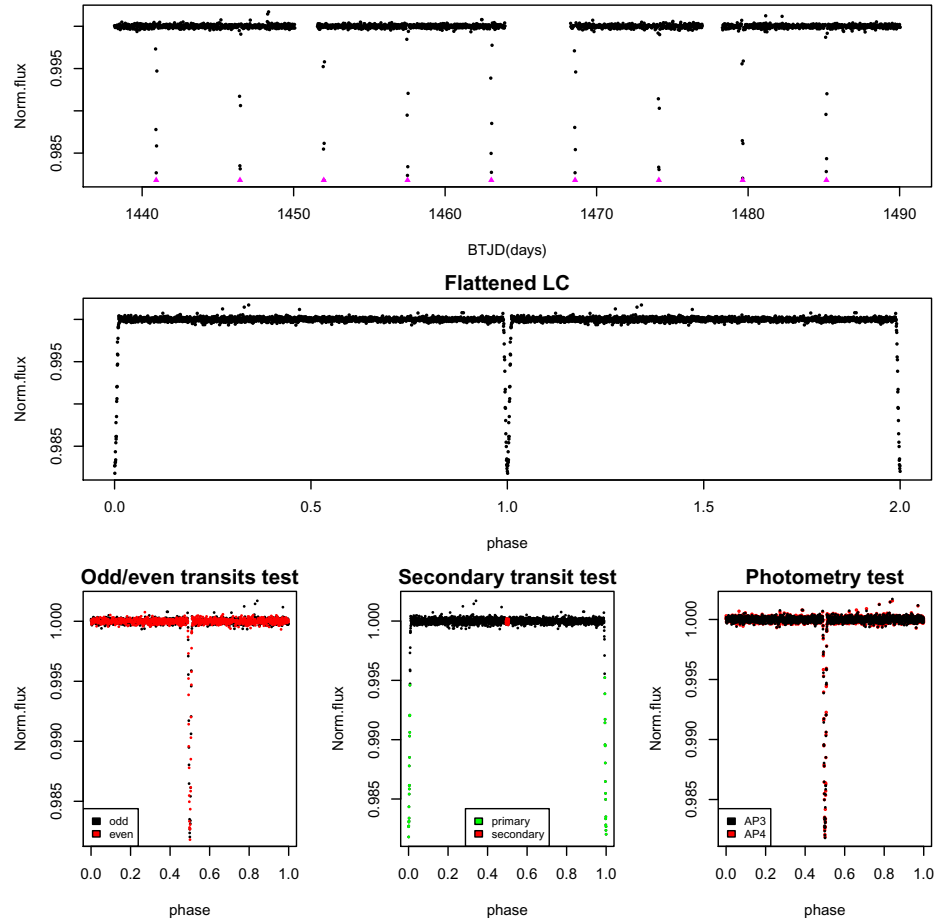 Norm.flux
0.995
0.985
1440 1450 1460 1470 1480 1490
BTJD(days)
Flattened LC
Norm.flux
0.995
0.985
0.0 0.5 1.0 1.5 2.0
phase
Odd/even transits test
Norm.flux
1.000
0.995
0.990
0.985
odd
even
0.0 0.2 0.4 0.6 0.8 1.0
phase
Secondary transit test
Norm.flux
1.000
0.995
0.990
0.985
primary
secondary
0.0 0.2 0.4 0.6 0.8 1.0
phase
Photometry test
Norm.flux
1.000
0.995
0.990
0.985
AP3
AP4
0.0 0.2 0.4 0.6 0.8 1.0
phase